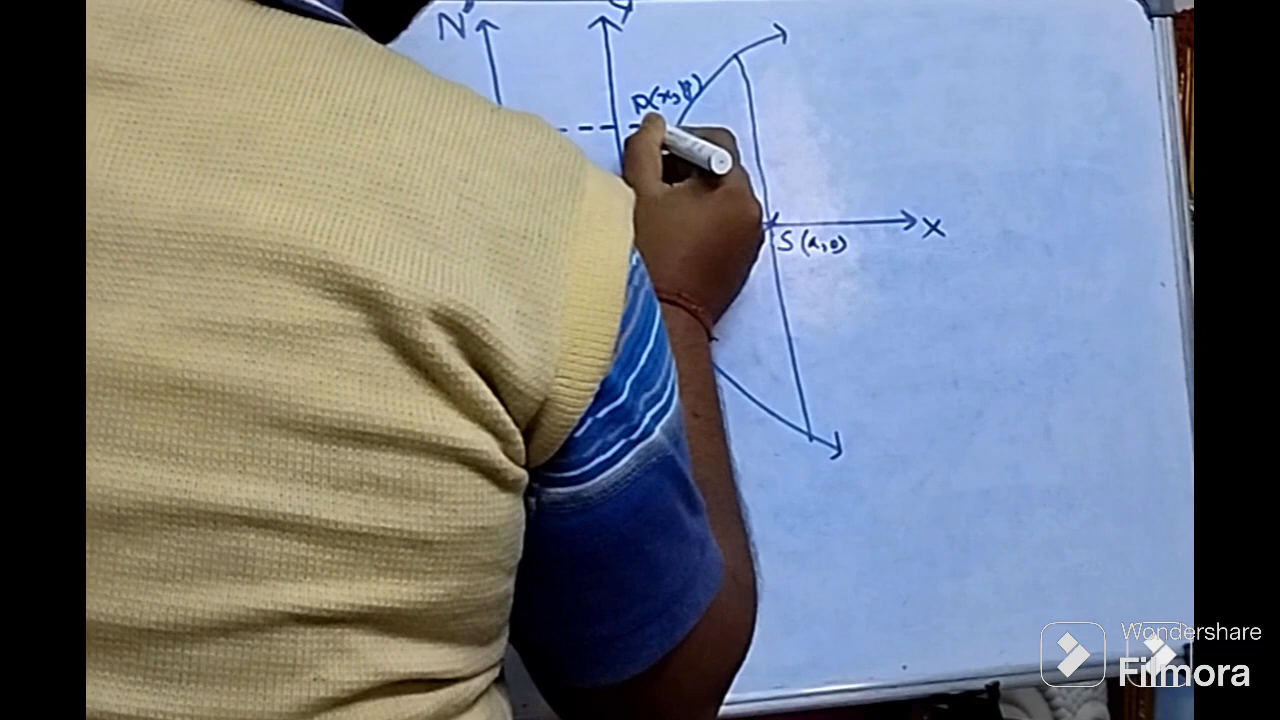 N'
y
P(x,y)
X
S(a,0)
Wondershare
Filmora